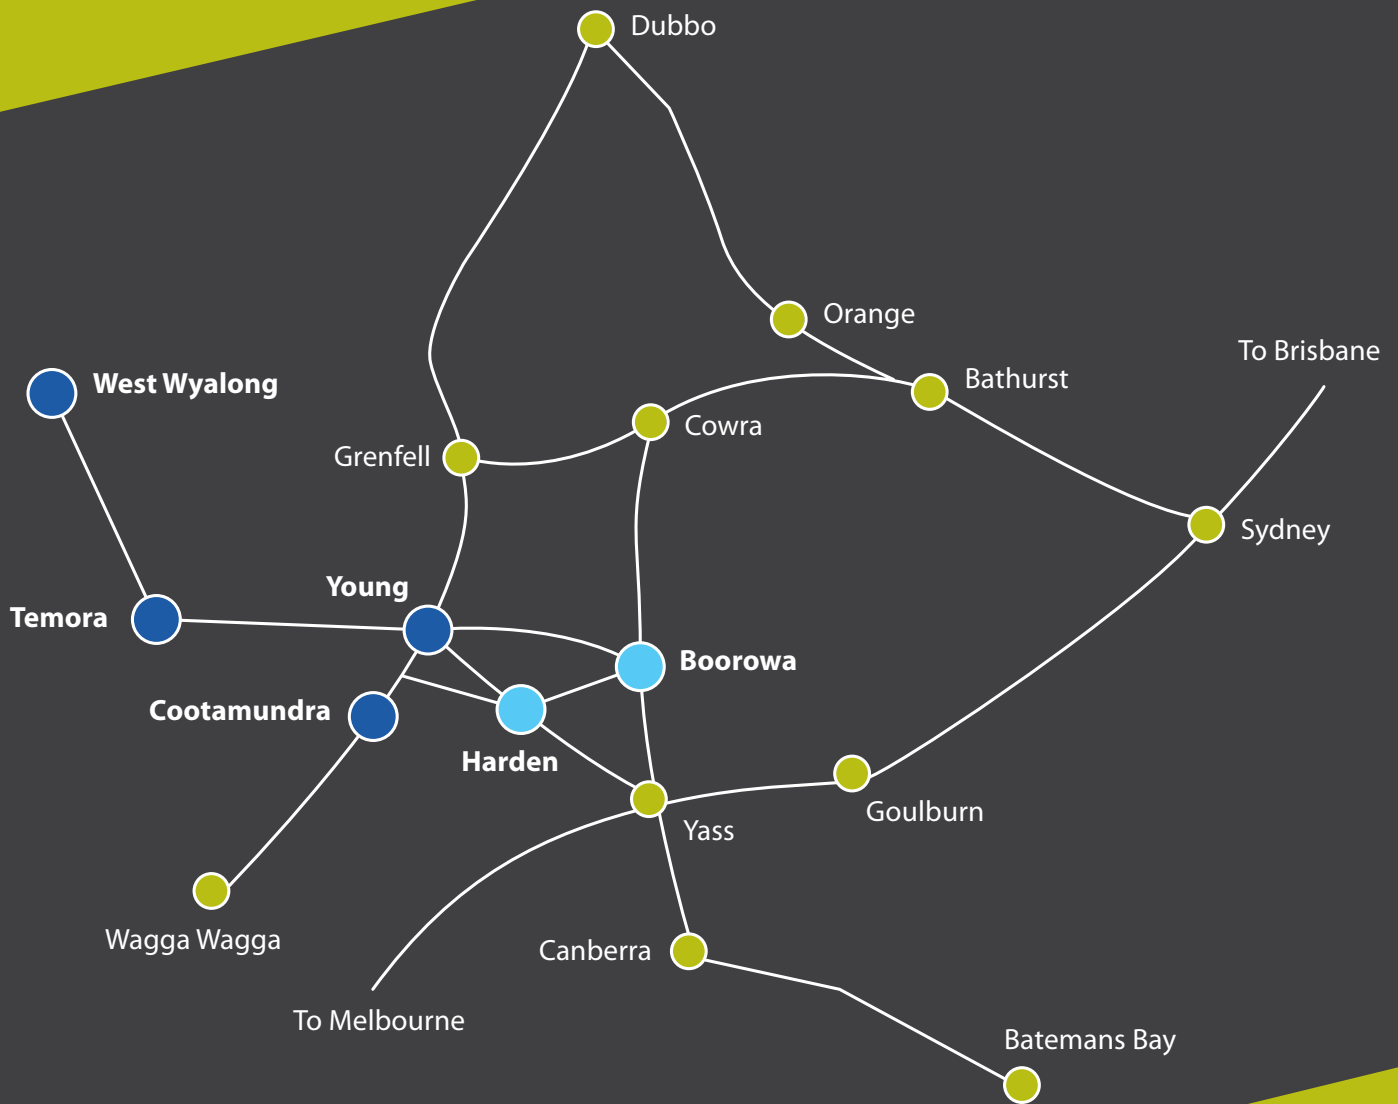 Dubbo
Orange
To Brisbane
Bathurst
West Wyalong
Cowra
Grenfell
Sydney
Young
Temora
Boorowa
Cootamundra
Harden
Goulburn
Yass
Wagga Wagga
Canberra
To Melbourne
Batemans Bay